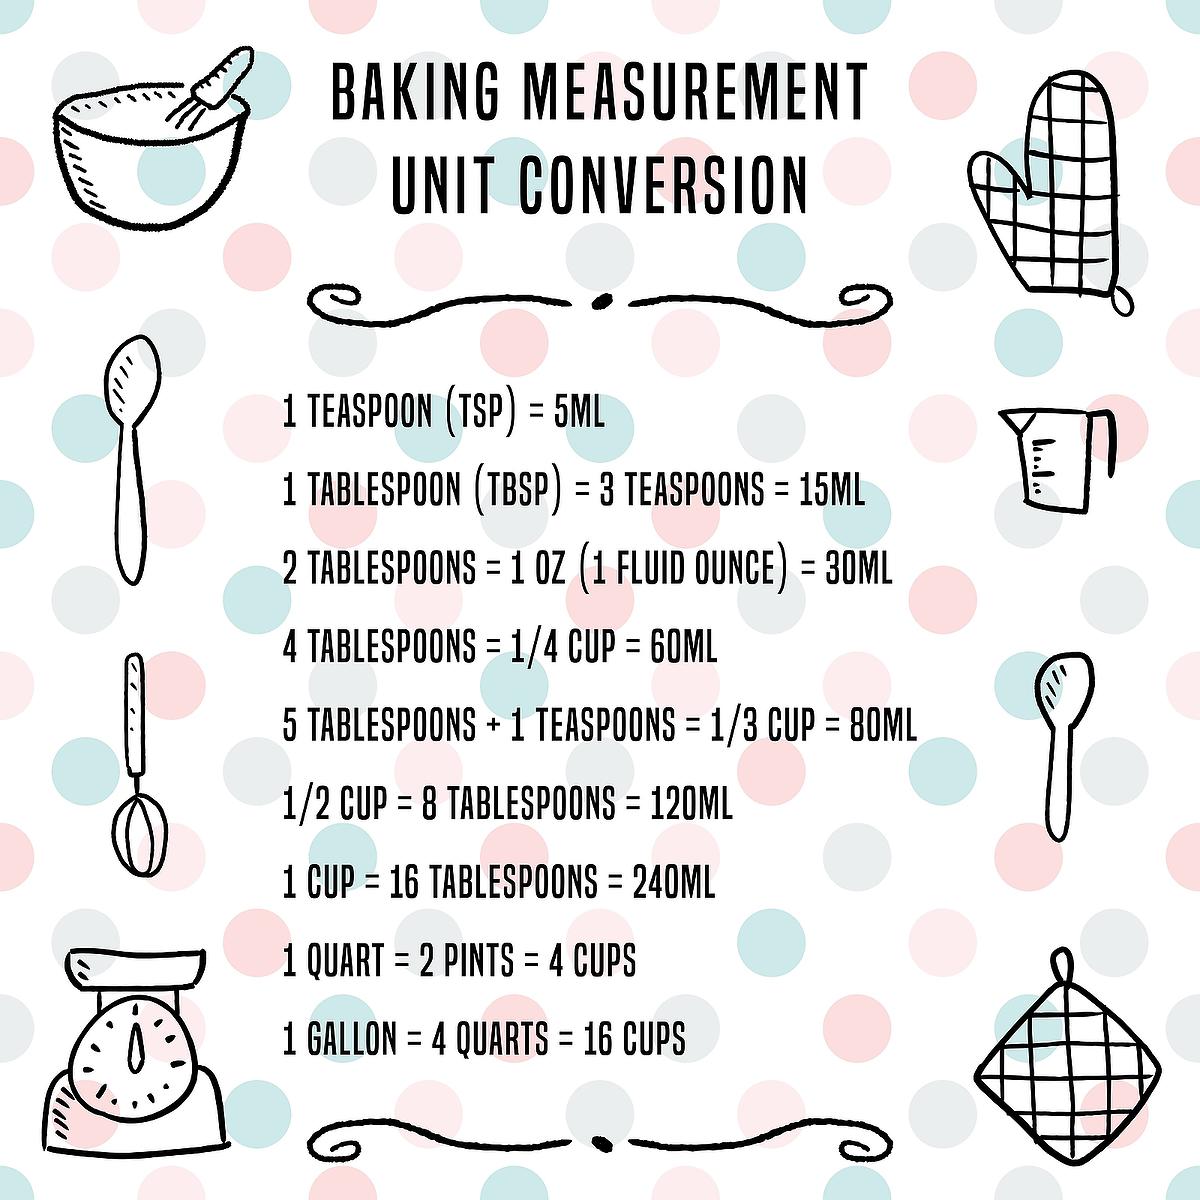 BAKING MEASUREMENT
UNIT CONVERSION
1 TEASPOON (TSP) = 5ML
1 TABLESPOON (TBSP) = 3 TEASPOONS = 15ML
2 TABLESPOONS = 1 OZ (1 FLUID OUNCE) = 30ML
4 TABLESPOONS = 1/4 CUP = 60ML
5 TABLESPOONS + 1 TEASPOONS = 1/3 CUP = 80ML
1/2 CUP = 8 TABLESPOONS = 120ML
1 CUP = 16 TABLESPOONS = 240ML
1 QUART = 2 PINTS = 4 CUPS
1 GALLON = 4 QUARTS = 16 CUPS